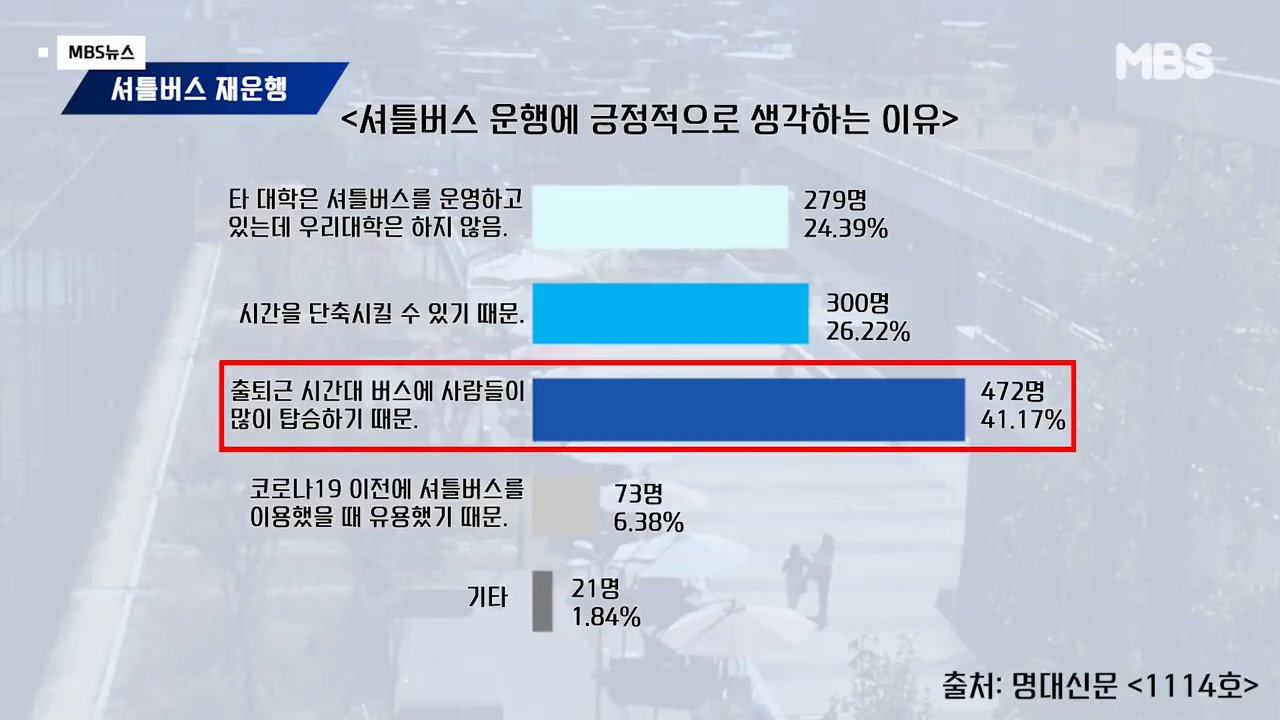 MBS뉴스
MBS
셔틀버스 재운행
<셔틀버스 운행에 긍정적으로 생각하는 이유>
타 대학은 셔틀버스를 운영하고
있는데 우리대학은 하지 않음.
279명
24.39%
시간을 단축시킬 수 있기 때문.
300명
26.22%
출퇴근 시간대 버스에 사람들이
많이 탑승하기 때문.
472명
41.17%
코로나19 이전에 셔틀버스를
이용했을 때 유용했기 때문.
73명
6.38%
기타
21명
1.84%
출처: 명대신문 <1114호>